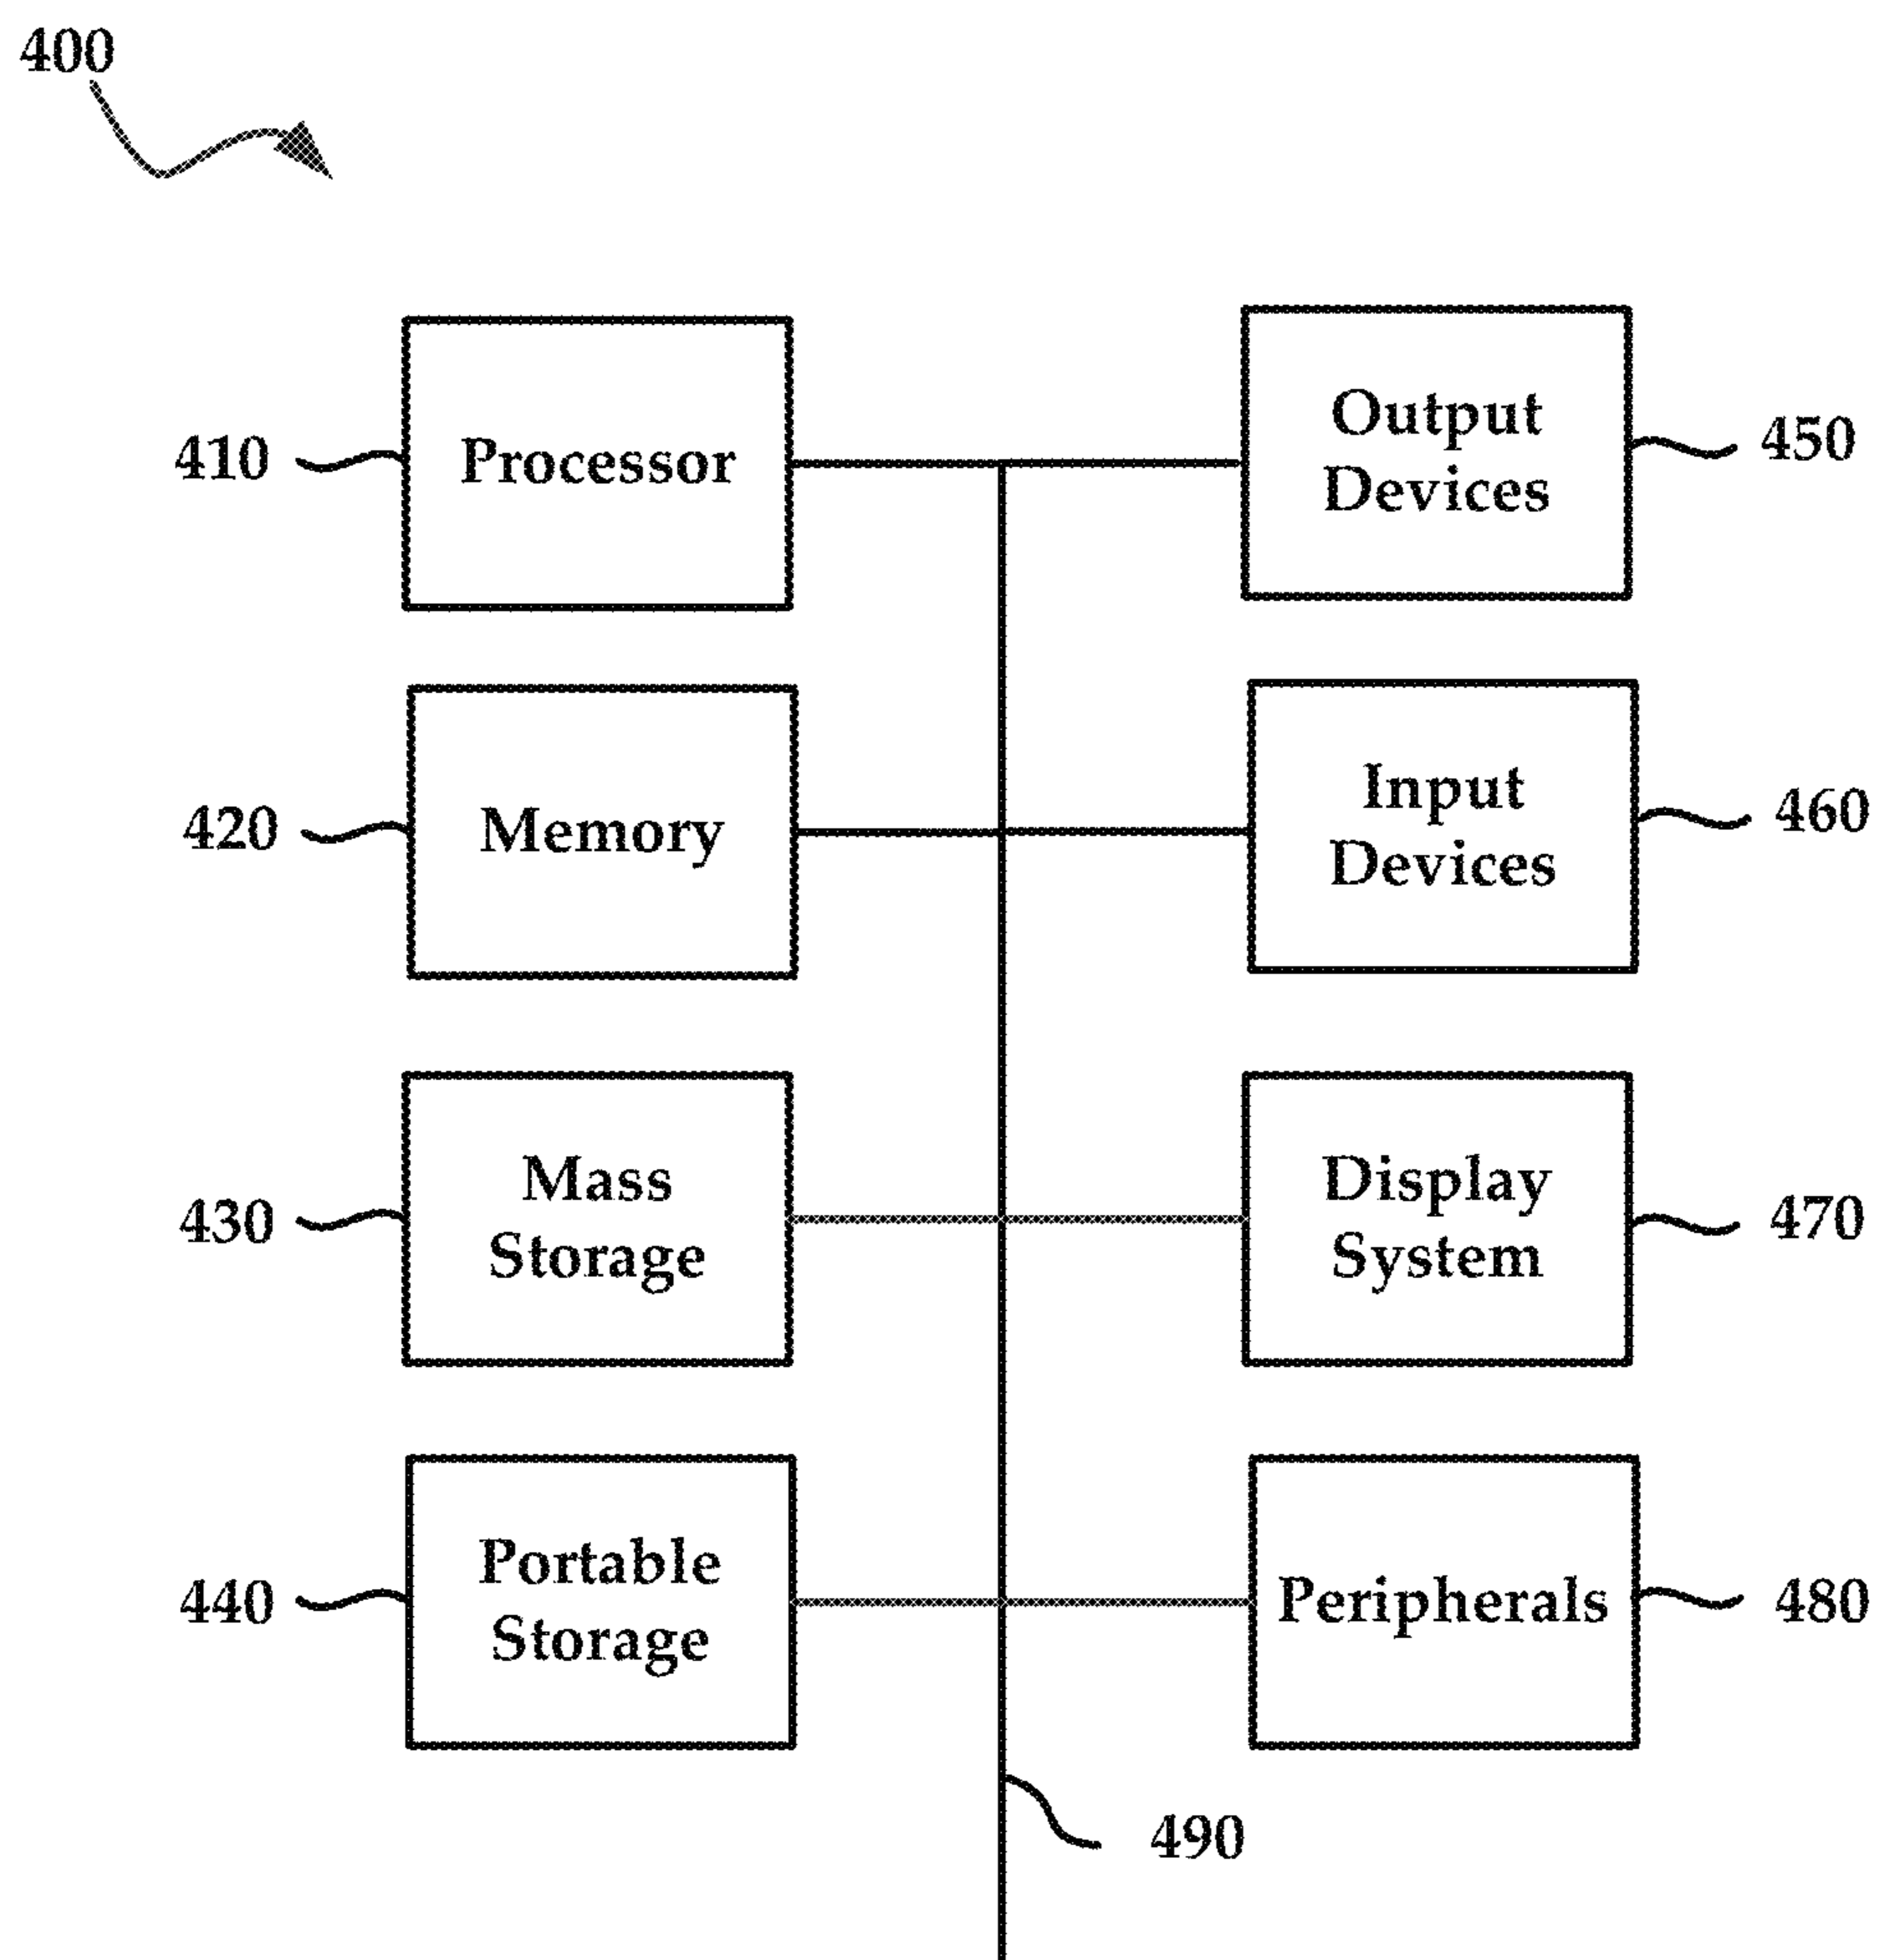 400
410
Processor
Output
Devices
450
420
Memory
Input
Devices
460
430
Mass
Storage
Display
System
470
440
Portable
Storage
Peripherals
480
490